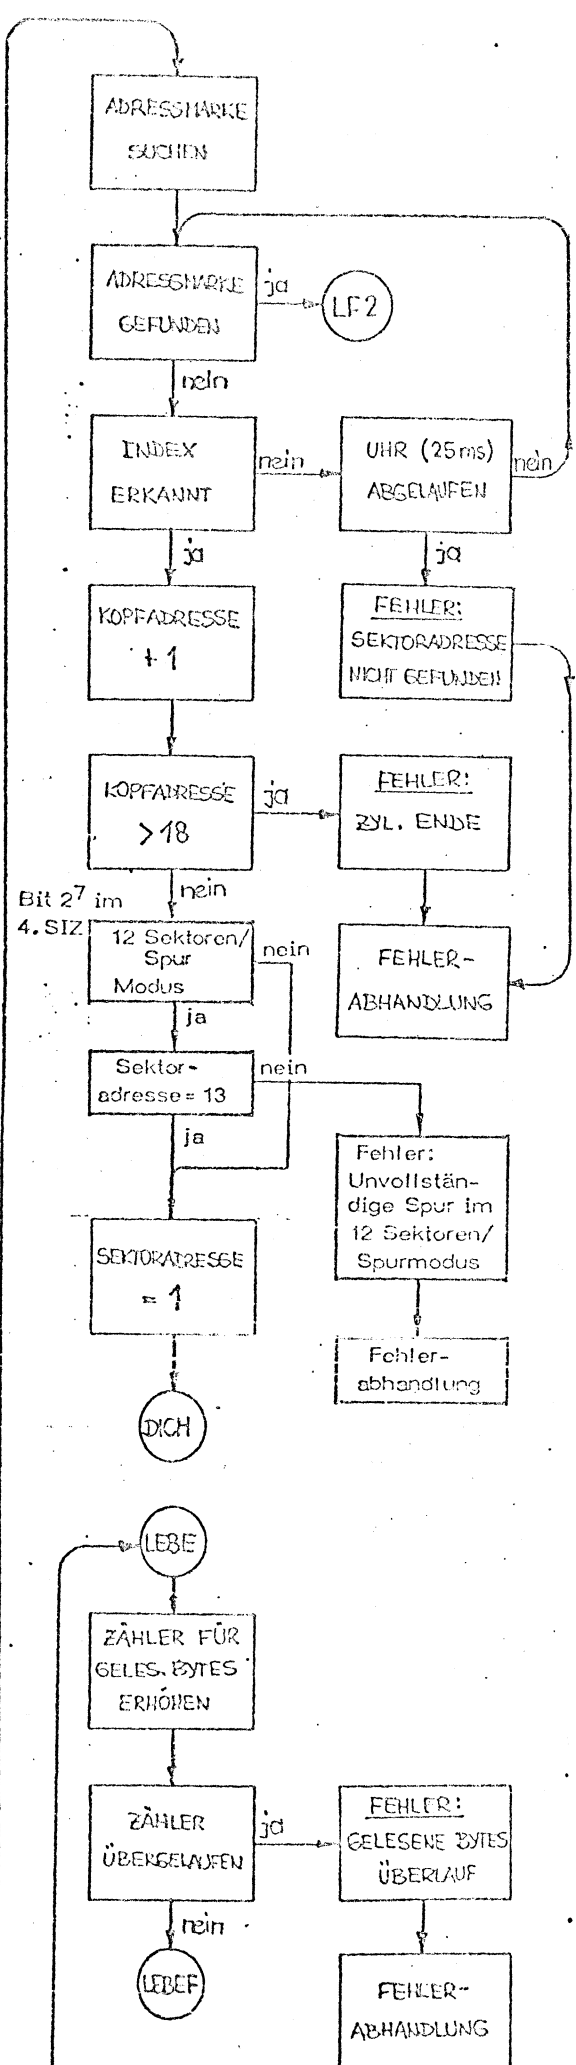 ADRESSMARKE
SUCHEN
ADRESSMARKE
GEFUNDEN
ja
LF2
nein
INDEX
ERKANNT
nein
UHR (25ms)
ABGELAUFEN
nein
ja
ja
KOPFADRESSE
+ 1
FEHLER:
SEKTORADRESSE
NICHT GEFUNDEN
KOPFADRESSE
>18
ja
FEHLER:
ZYL. ENDE
nein
Bit 2⁷ im
4. SIZ
12 Sektoren/
Spur
Modus
nein
FEHLER-
ABHANDLUNG
ja
Sektor-
adresse = 13
nein
ja
Fehler:
Unvollstän-
dige Spur im
12 Sektoren/
Spurmodus
SEKTORADRESSE
= 1
Fehler-
abhandlung
DICH
LEBE
ZÄHLER FÜR
GELES. BYTES
ERHÖHEN
ZÄHLER
ÜBERGELAUFEN
ja
FEHLER:
GELESENE BYTES
ÜBERLAUF
nein
LEBEF
FEHLER-
ABHANDLUNG